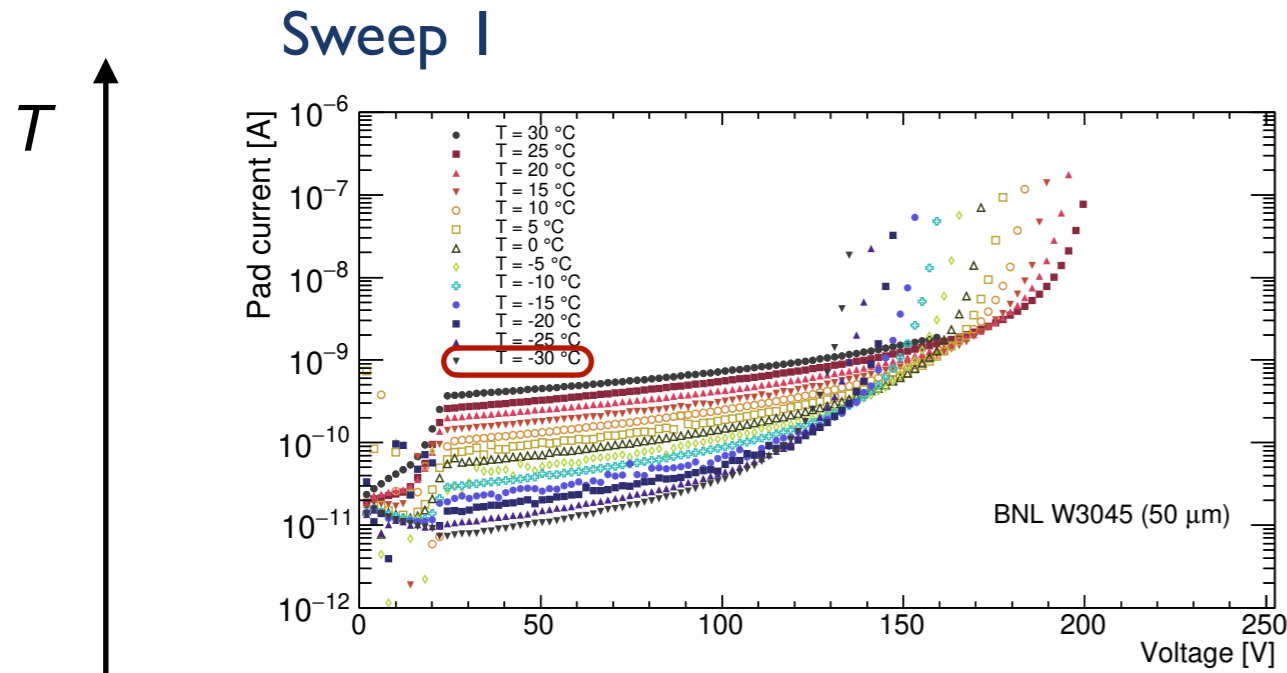 Sweep 1
T
Pad current [A]
10⁻⁶
10⁻⁷
10⁻⁸
10⁻⁹
10⁻¹⁰
10⁻¹¹
10⁻¹²
T = 30 °C
T = 25 °C
T = 20 °C
T = 15 °C
T = 10 °C
T = 5 °C
T = 0 °C
T = -5 °C
T = -10 °C
T = -15 °C
T = -20 °C
T = -25 °C
T = -30 °C
BNL W3045 (50 μm)
0 50 100 150 200 250
Voltage [V]